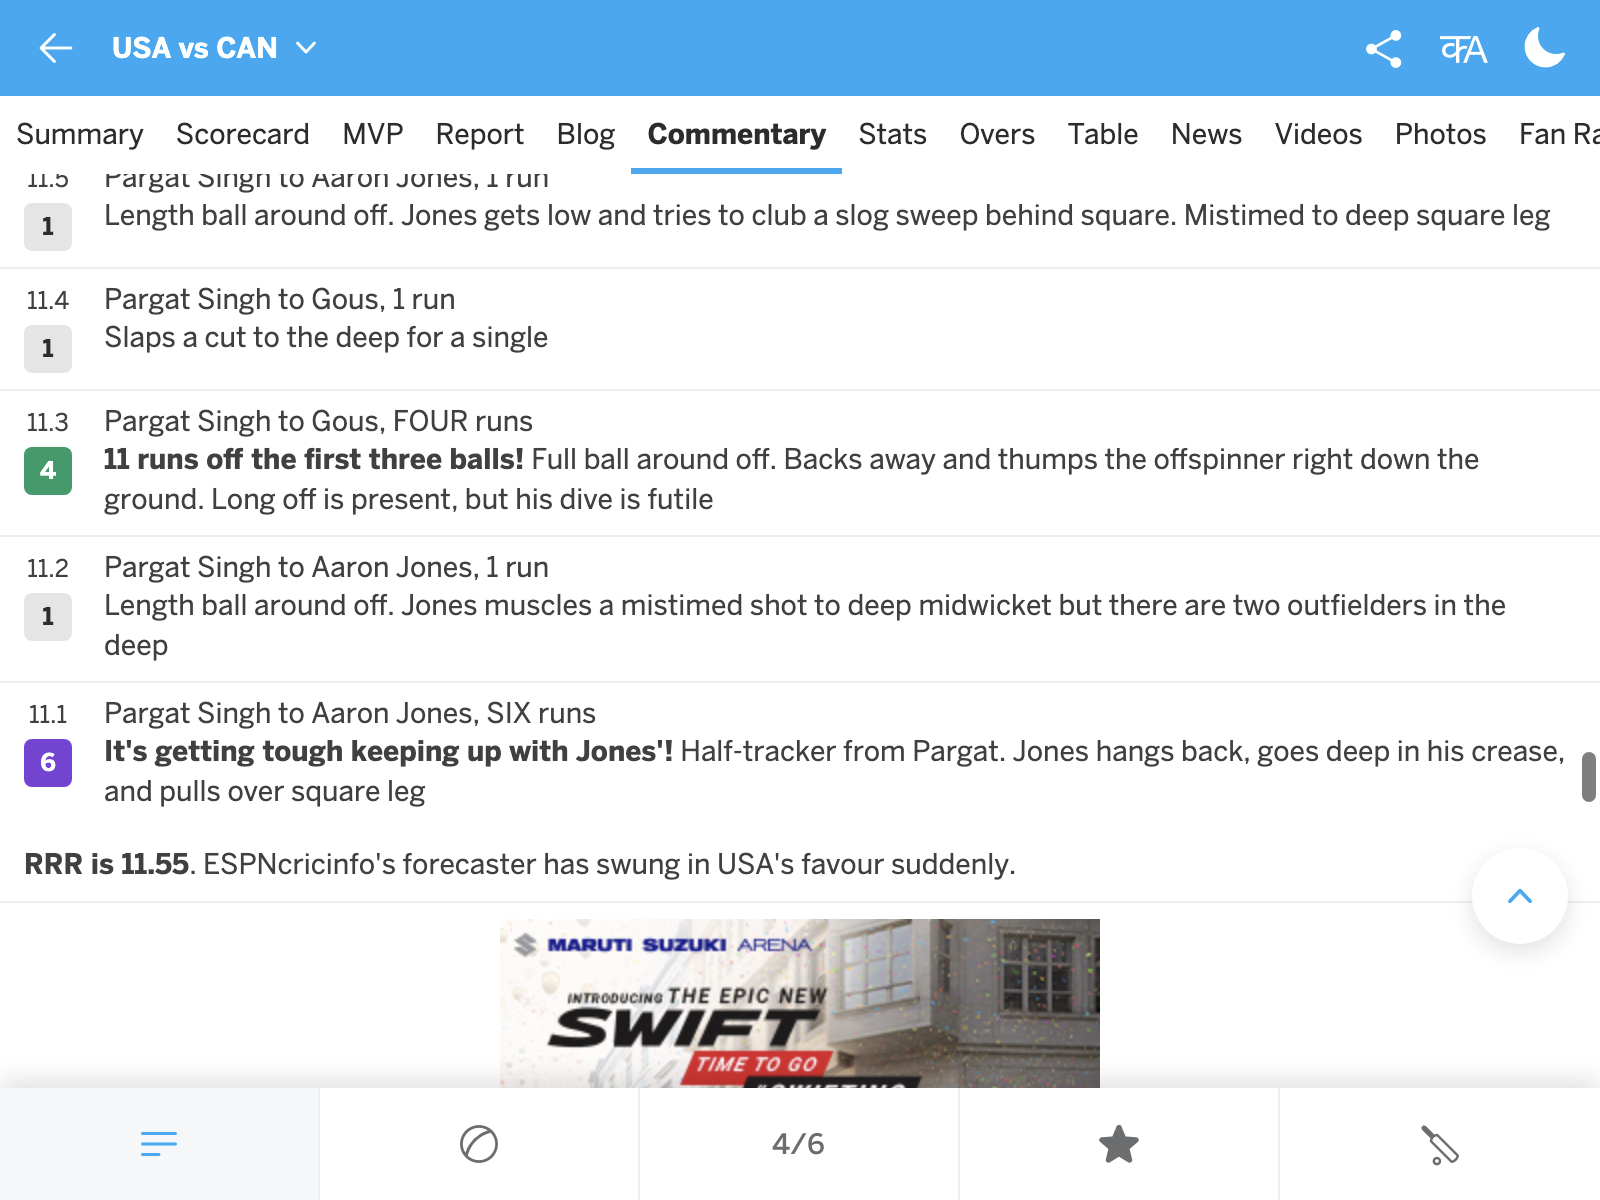 USA vs CAN
Summary Scorecard MVP Report Blog Commentary Stats Overs Table News Videos Photos Fan Ra
11.5 Pargat Singh to Aaron Jones, 1 run
1 Length ball around off. Jones gets low and tries to club a slog sweep behind square. Mistimed to deep square leg
11.4 Pargat Singh to Gous, 1 run
1 Slaps a cut to the deep for a single
11.3 Pargat Singh to Gous, FOUR runs
4 11 runs off the first three balls! Full ball around off. Backs away and thumps the offspinner right down the
ground. Long off is present, but his dive is futile
11.2 Pargat Singh to Aaron Jones, 1 run
1 Length ball around off. Jones muscles a mistimed shot to deep midwicket but there are two outfielders in the
deep
11.1 Pargat Singh to Aaron Jones, SIX runs
6 It's getting tough keeping up with Jones'! Half-tracker from Pargat. Jones hangs back, goes deep in his crease,
and pulls over square leg
RRR is 11.55. ESPNcricinfo's forecaster has swung in USA's favour suddenly.
MARUTI SUZUKI ARENA
INTRODUCING THE EPIC NEW
SWIFT
TIME TO GO
4/6